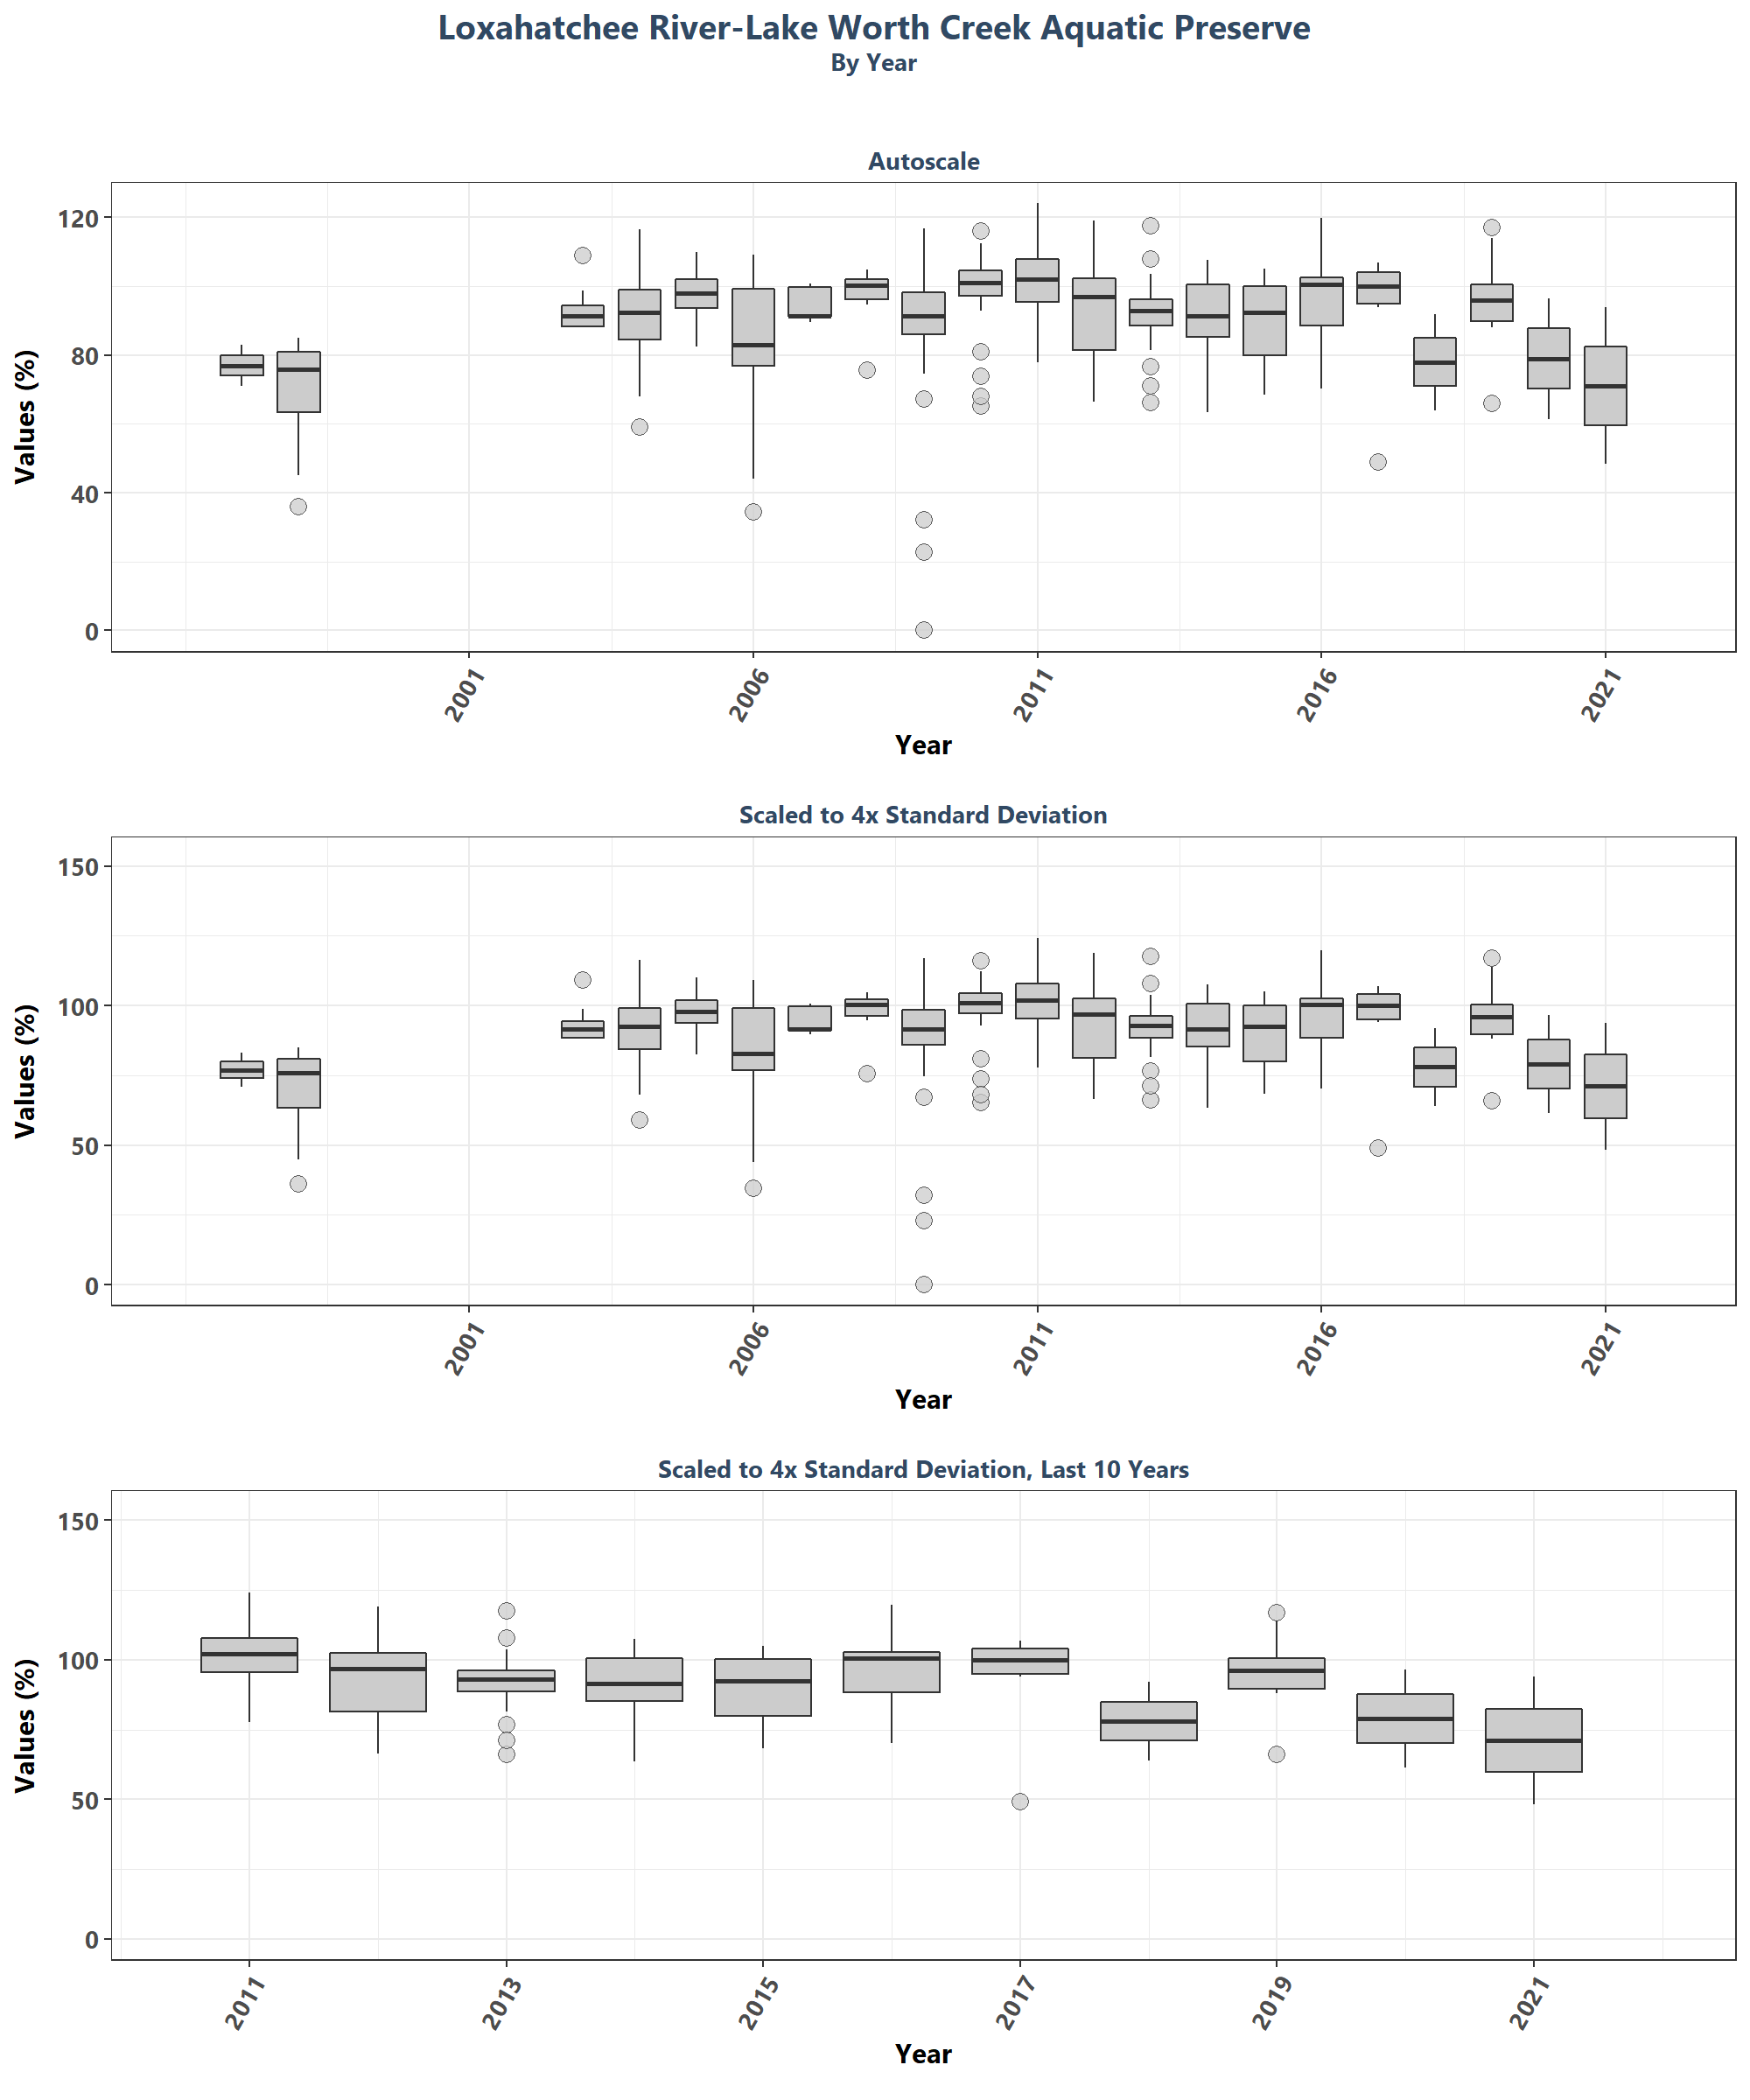 Loxahatchee River-Lake Worth Creek Aquatic Preserve
By Year
Autoscale
Values (%)
120
80
40
0
2001
2006
2011
2016
2021
Year
Scaled to 4x Standard Deviation
Values (%)
150
100
50
0
2001
2006
2011
2016
2021
Year
Scaled to 4x Standard Deviation, Last 10 Years
Values (%)
150
100
50
0
2011
2013
2015
2017
2019
2021
Year